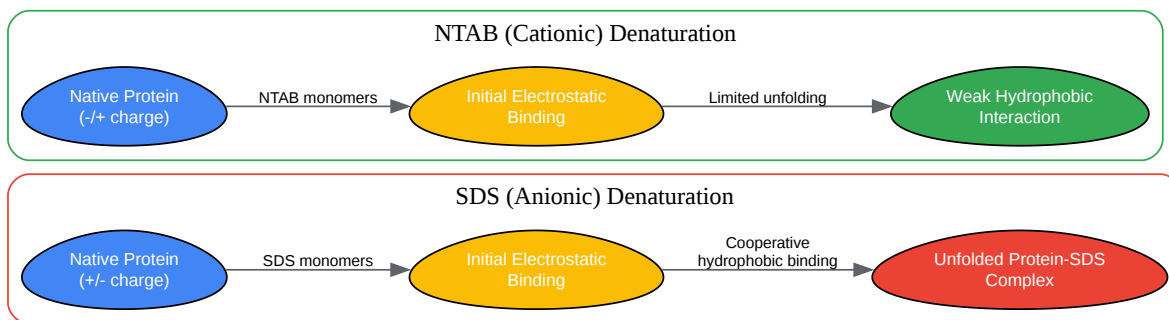 NTAB (Cationic) Denaturation
Native Protein
(-/+ charge)
NTAB monomers
Initial Electrostatic
Binding
Limited unfolding
Weak Hydrophobic
Interaction
SDS (Anionic) Denaturation
Native Protein
(+/- charge)
SDS monomers
Initial Electrostatic
Binding
Cooperative
hydrophobic binding
Unfolded Protein-SDS
Complex